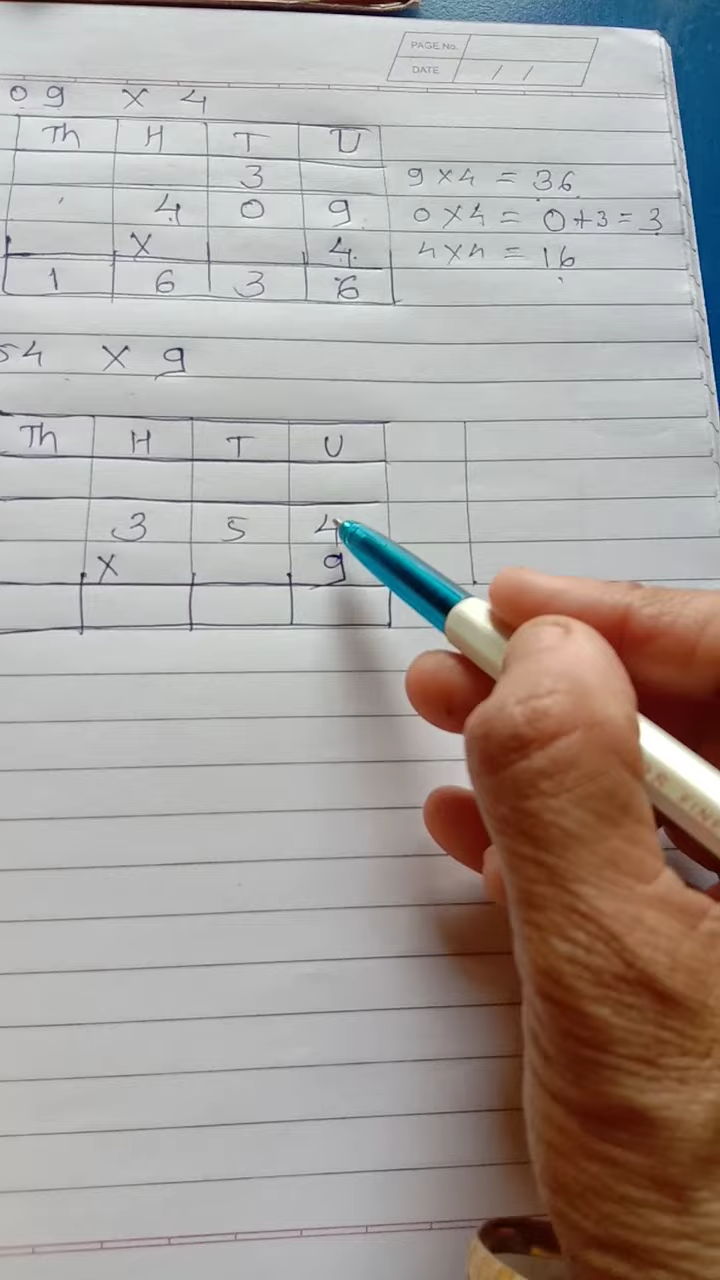 PAGE No.
DATE / /
09 X 4
Th H T U
3
9 X 4 = 36
4 0 9
0 X 4 = 0 + 3 = 3
X 4
4 X 4 = 16
1 6 3 6
54 X 9
Th H T U
3 5 4
X 9